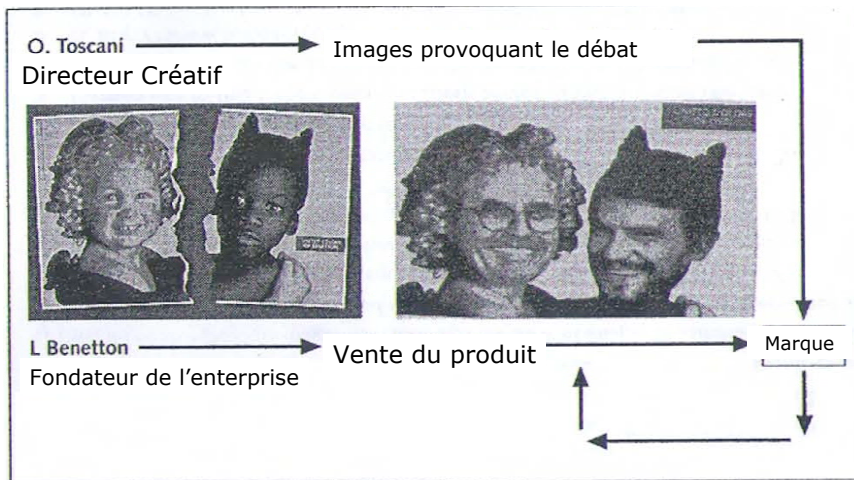 O. Toscani
Images provoquant le débat
Directeur Créatif
L Benetton
Vente du produit
Marque
Fondateur de l’enterprise